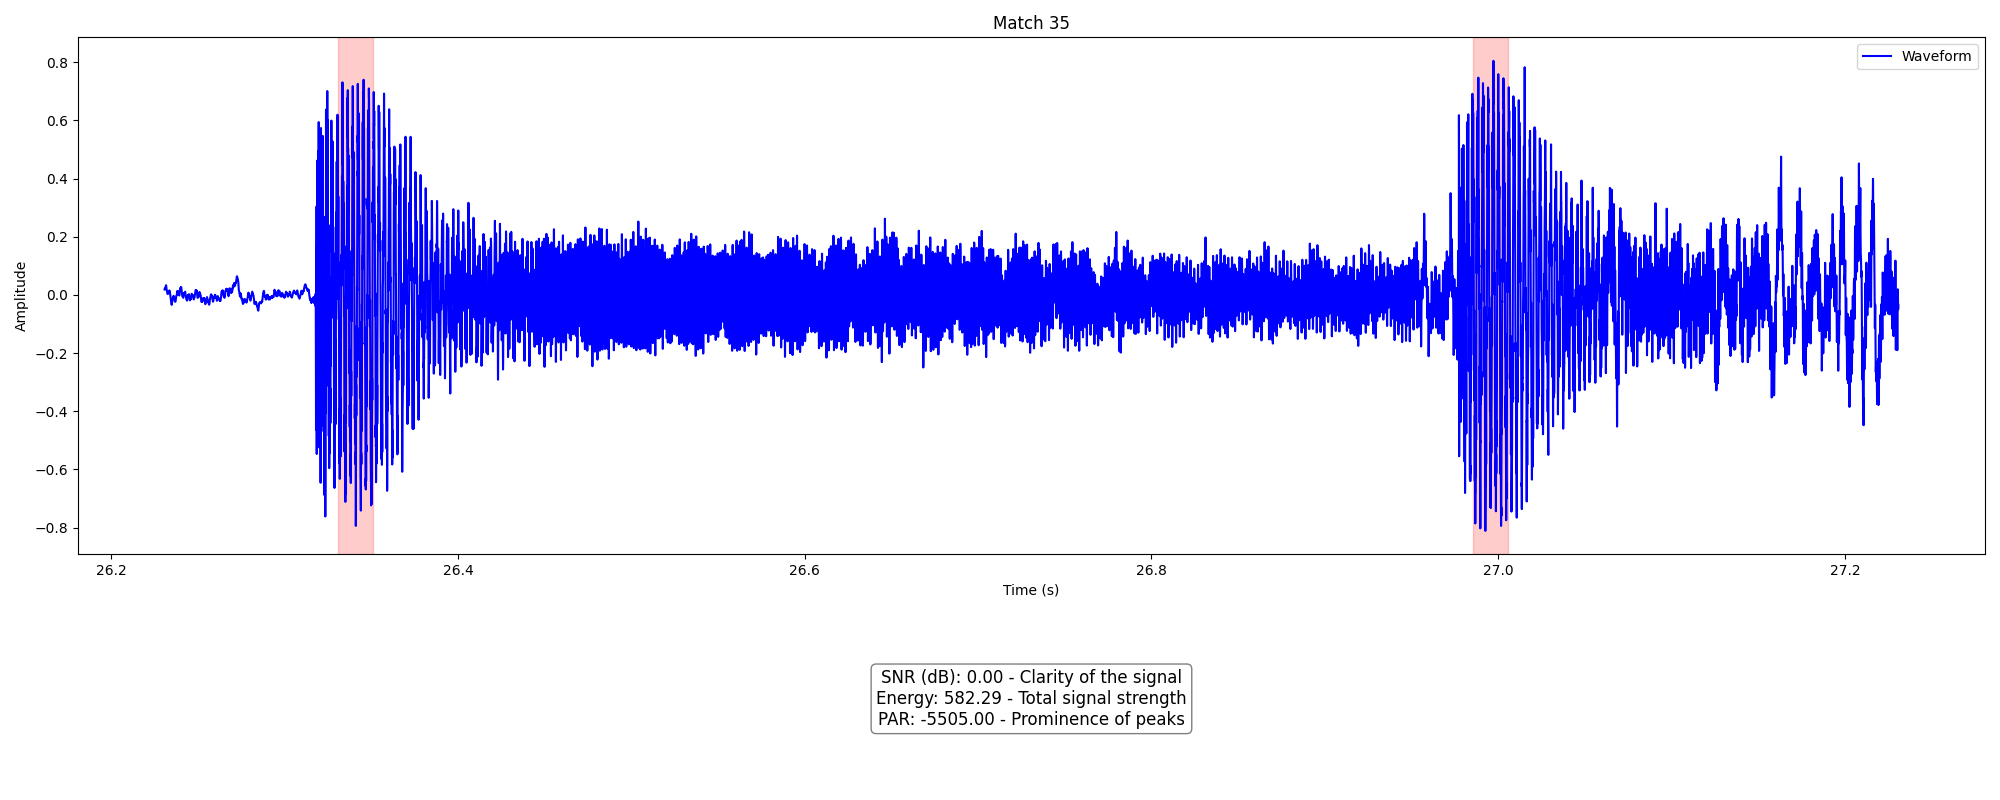 Match 35
Waveform
0.8
0.6
0.4
0.2
0.0
−0.2
−0.4
−0.6
−0.8
Amplitude
26.2
26.4
26.6
26.8
27.0
27.2
Time (s)
SNR (dB): 0.00 - Clarity of the signal
Energy: 582.29 - Total signal strength
PAR: -5505.00 - Prominence of peaks